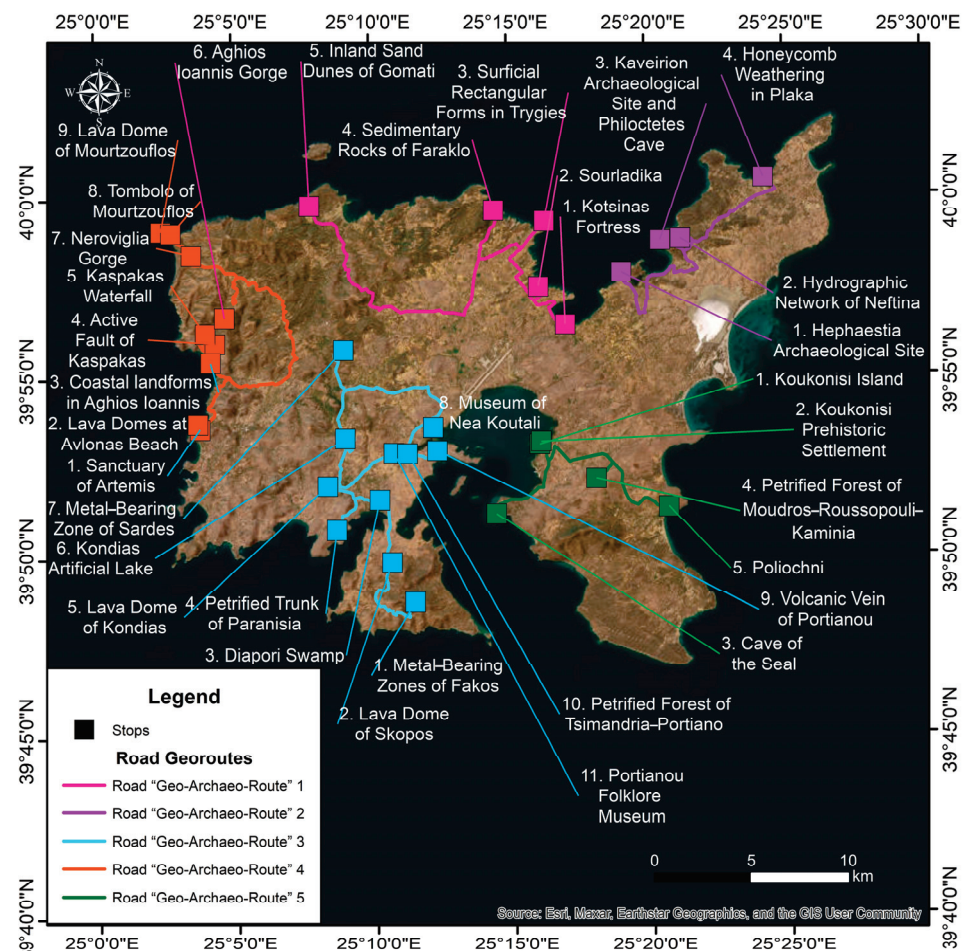 25°0'0"E
25°5'0"E
25°10'0"E
25°15'0"E
25°20'0"E
25°25'0"E
25°30'0"E
N
W
E
S
6. Aghios
Ioannis Gorge
5. Inland Sand
Dunes of Gomati
3. Surficial
Rectangular
Forms in Trygies
3. Kaveirion
Archaeological
Site and
Philoctetes
Cave
4. Honeycomb
Weathering
in Plaka
9. Lava Dome
of Mourtzouflos
4. Sedimentary
Rocks of Faraklo
2. Sourladika
8. Tombolo of
Mourtzouflos
1. Kotsinas
Fortress
7. Neroviglia
Gorge
5. Kaspakas
Waterfall
2. Hydrographic
Network of Neftina
4. Active
Fault of
Kaspakas
1. Hephaestia
Archaeological Site
3. Coastal landforms
in Aghios Ioannis
1. Koukonisi Island
8. Museum of
Nea Koutali
2. Lava Domes at
Avlonas Beach
2. Koukonisi
Prehistoric
Settlement
1. Sanctuary
of Artemis
7. Metal–Bearing
Zone of Sardes
4. Petrified Forest of
Moudros–Roussopouli–
Kaminia
6. Kondias
Artificial Lake
5. Poliochni
5. Lava Dome
of Kondias
4. Petrified Trunk
of Paranisia
9. Volcanic Vein
of Portianou
3. Diapori Swamp
3. Cave of
the Seal
1. Metal–Bearing
Zones of Fakos
2. Lava Dome
of Skopos
10. Petrified Forest of
Tsimandria–Portiano
11. Portianou
Folklore
Museum
Legend
Stops
Road Georoutes
Road "Geo-Archaeo-Route" 1
Road "Geo-Archaeo-Route" 2
Road "Geo-Archaeo-Route" 3
Road "Geo-Archaeo-Route" 4
Road "Geo-Archaeo-Route" 5
0
5
10
km
Source: Esri, Maxar, Earthstar Geographics, and the GIS User Community
40°0'0"N
39°55'0"N
39°50'0"N
39°45'0"N
39°40'0"N
40°0'0"N
39°55'0"N
39°50'0"N
39°45'0"N
39°40'0"N
25°0'0"E
25°5'0"E
25°10'0"E
25°15'0"E
25°20'0"E
25°25'0"E